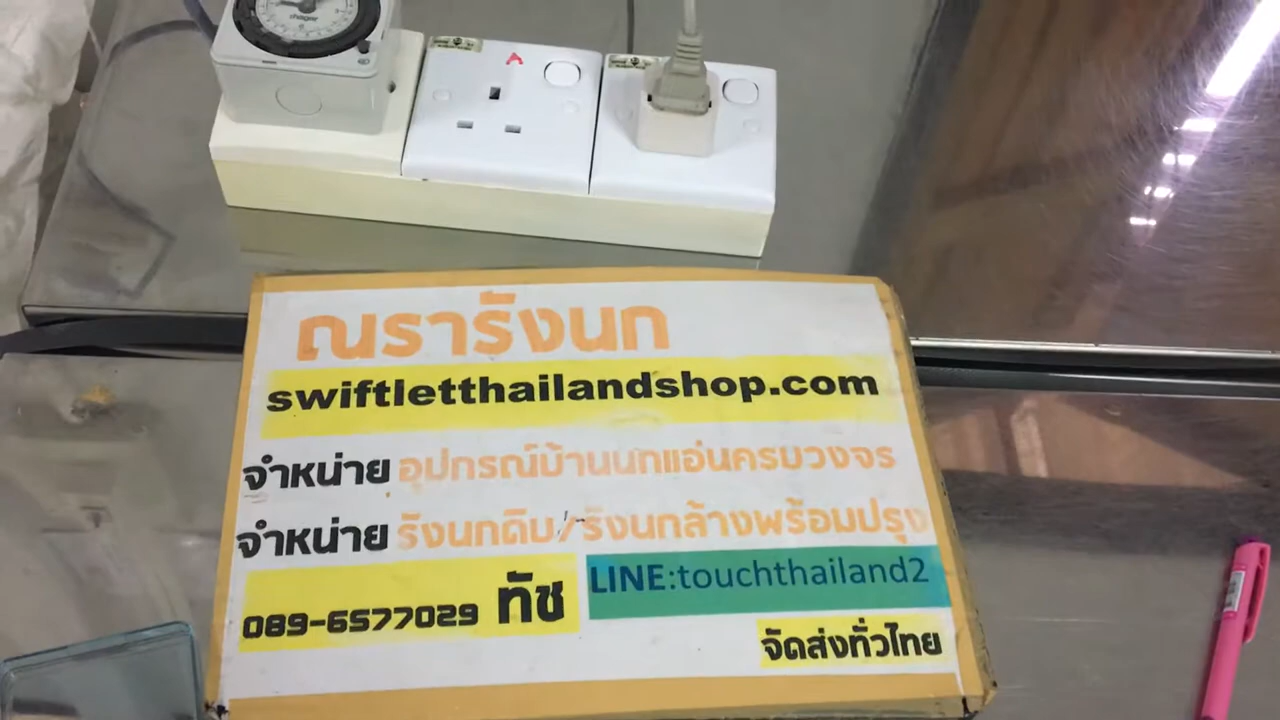 A
ณรารังนก
swiftletthailandshop.com
จำหน่าย อุปกรณ์บ้านนกแอ่นครบวงจร
จำหน่าย รังนกดิบ/รังนกล้างพร้อมปรุง
089-6577029 ทัช LINE:touchthailand2
จัดส่งทั่วไทย